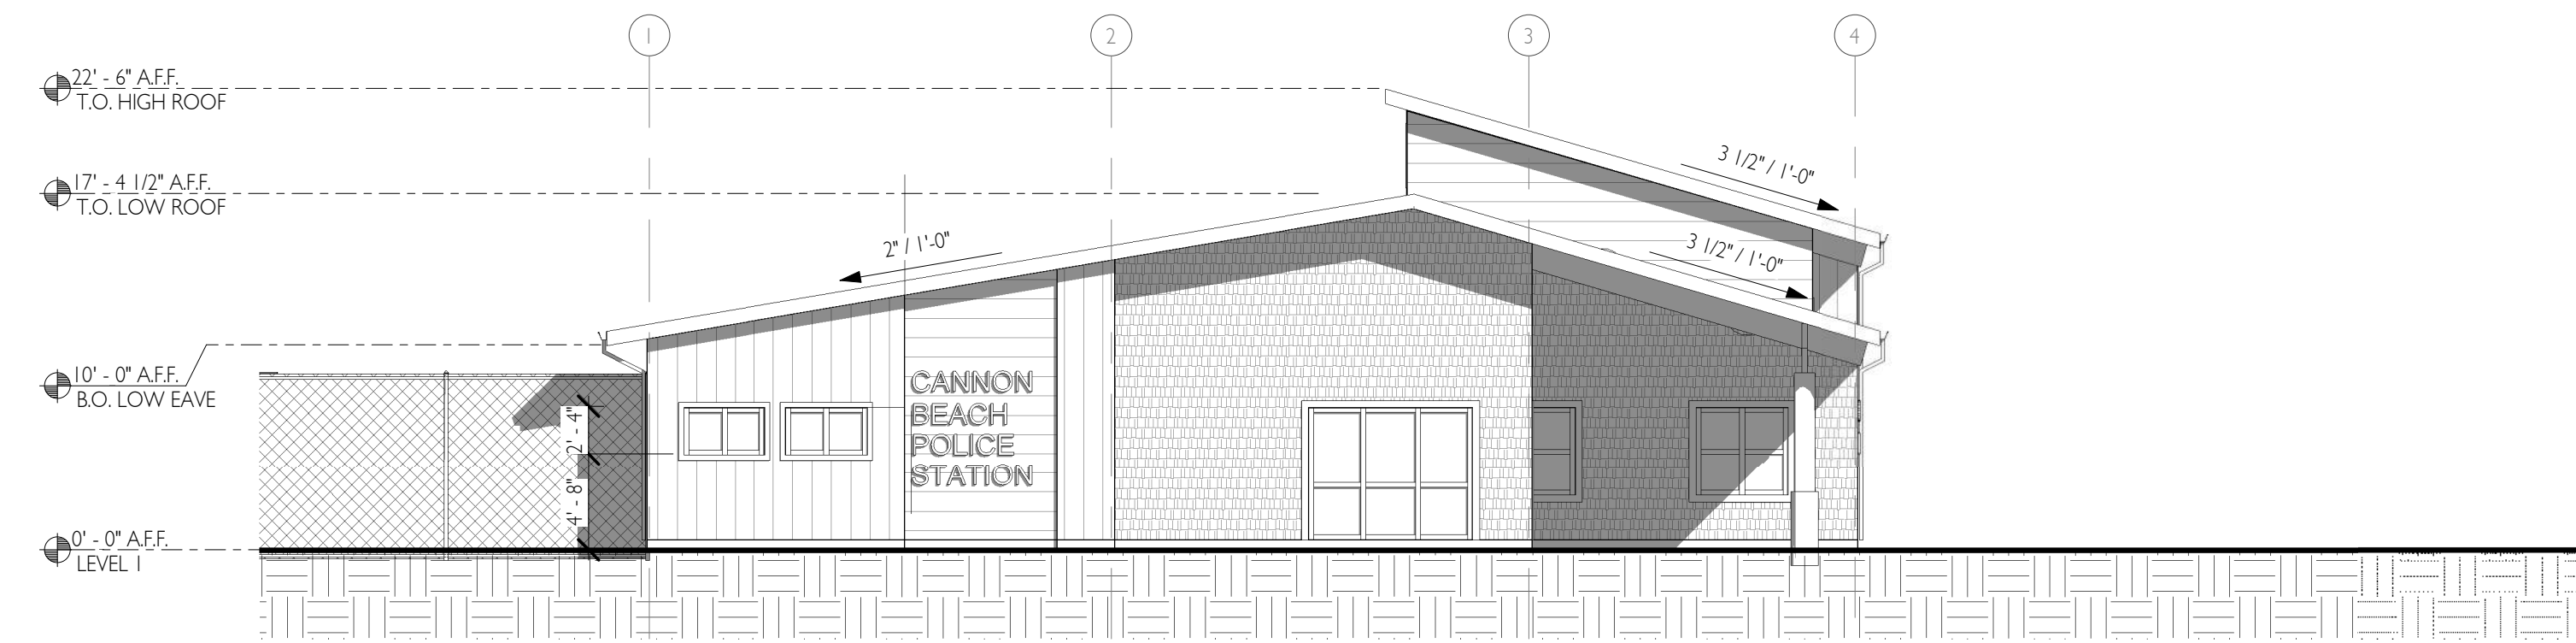 1 2 3 4
22' - 6" A.F.F.
T.O. HIGH ROOF
17' - 4 1/2" A.F.F.
T.O. LOW ROOF
3 1/2" / 1'-0"
2" / 1'-0"
3 1/2" / 1'-0"
10' - 0" A.F.F.
B.O. LOW EAVE
CANNON
BEACH
POLICE
STATION
2' - 4"
4' - 8"
0' - 0" A.F.F.
LEVEL 1